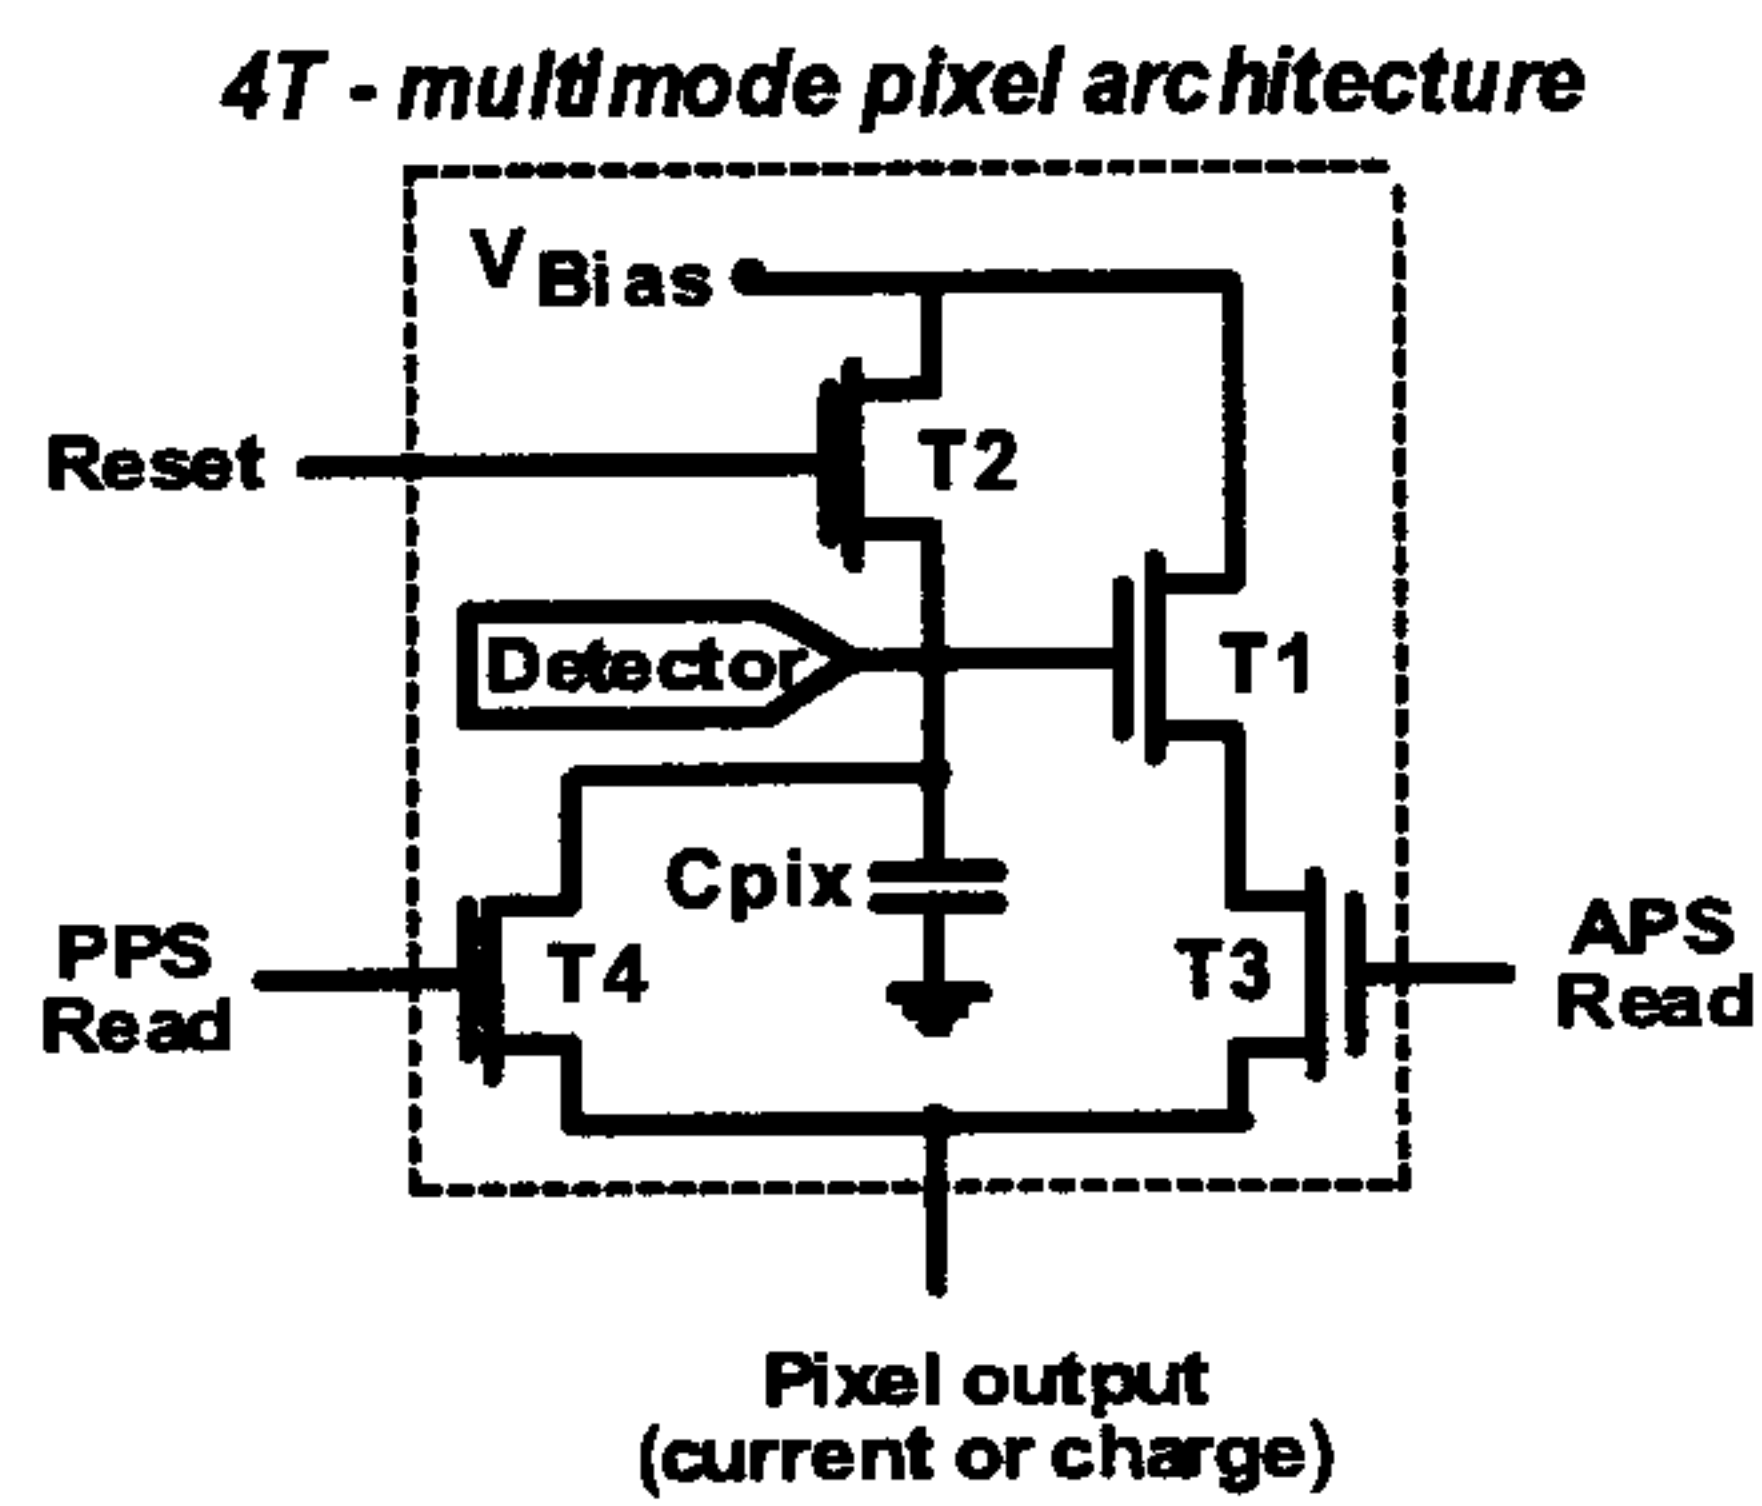 4T - multimode pixel architecture
VBias
Reset
T2
Detector
T1
Cpix
PPS
Read
T4
T3
APS
Read
Pixel output
(current or charge)